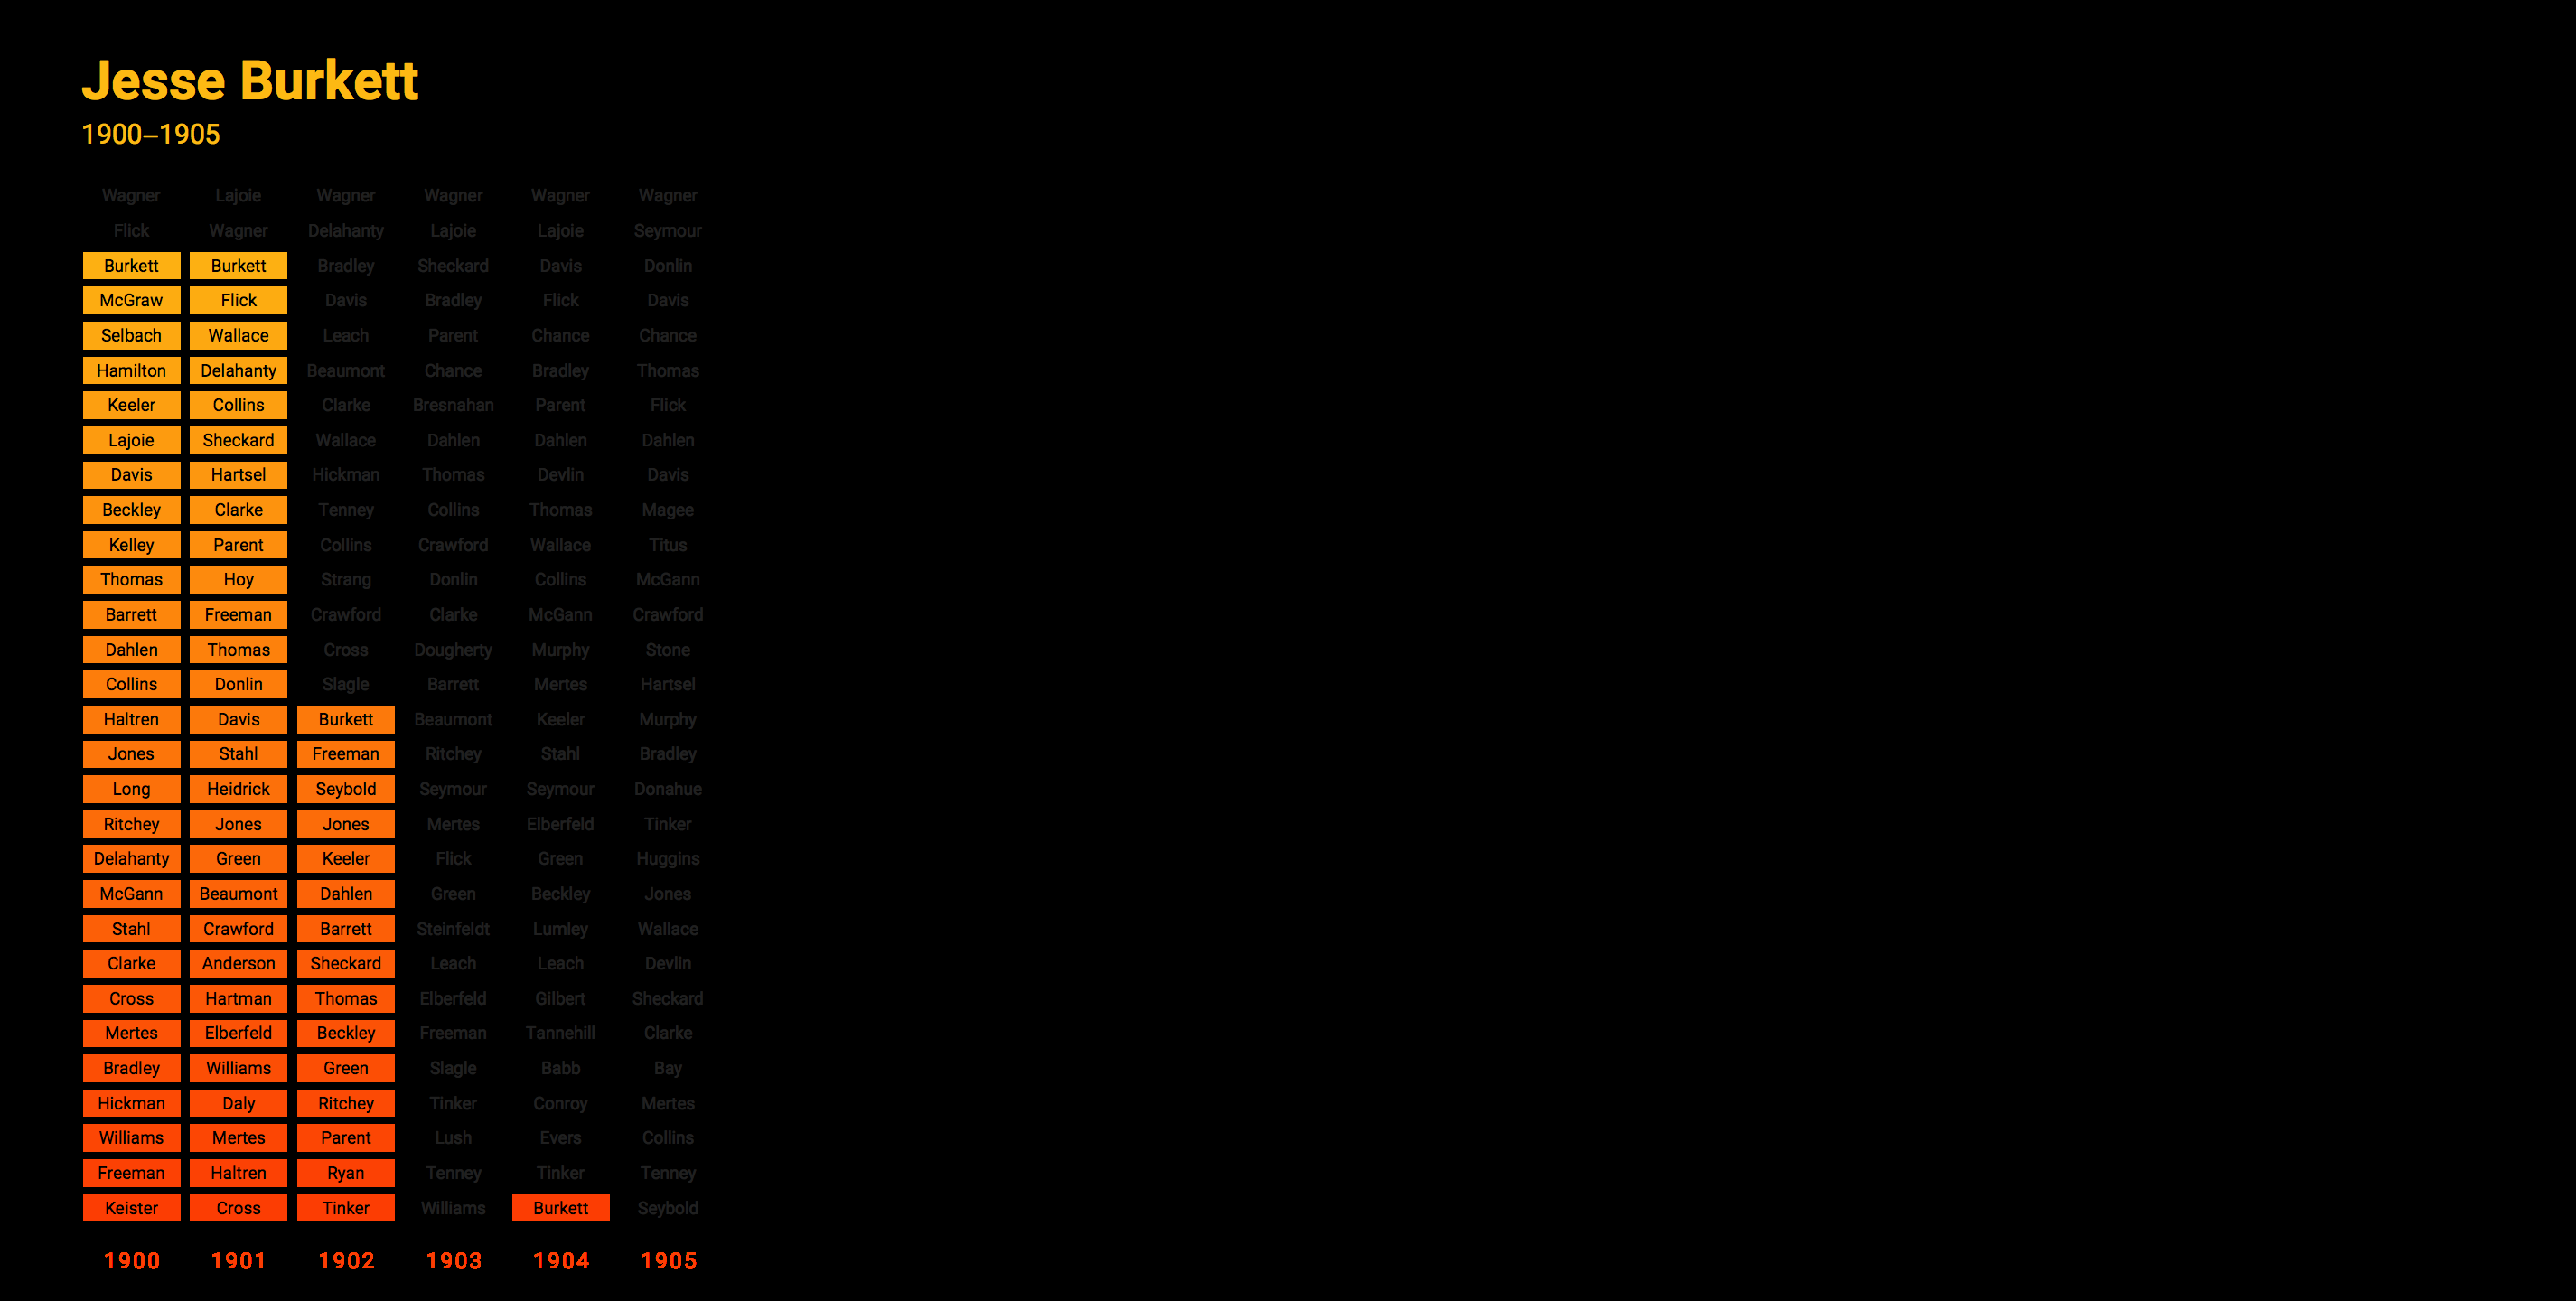 Jesse Burkett
1900–1905
Wagner Lajoie Wagner Wagner Wagner Wagner
Flick Wagner Delahanty Lajoie Lajoie Seymour
Burkett Burkett Bradley Sheckard Davis Donlin
McGraw Flick Davis Bradley Flick Davis
Selbach Wallace Leach Parent Chance Chance
Hamilton Delahanty Beaumont Chance Bradley Thomas
Keeler Collins Clarke Bresnahan Parent Flick
Lajoie Sheckard Wallace Dahlen Dahlen Dahlen
Davis Hartsel Hickman Thomas Devlin Davis
Beckley Clarke Tenney Collins Thomas Magee
Kelley Parent Collins Crawford Wallace Titus
Thomas Hoy Strang Donlin Collins McGann
Barrett Freeman Crawford Clarke McGann Crawford
Dahlen Thomas Cross Dougherty Murphy Stone
Collins Donlin Slagle Barrett Mertes Hartsel
Haltren Davis Burkett Beaumont Keeler Murphy
Jones Stahl Freeman Ritchey Stahl Bradley
Long Heidrick Seybold Seymour Seymour Donahue
Ritchey Jones Jones Mertes Elberfeld Tinker
Delahanty Green Keeler Flick Green Huggins
McGann Beaumont Dahlen Green Beckley Jones
Stahl Crawford Barrett Steinfeldt Lumley Wallace
Clarke Anderson Sheckard Leach Leach Devlin
Cross Hartman Thomas Elberfeld Gilbert Sheckard
Mertes Elberfeld Beckley Freeman Tannehill Clarke
Bradley Williams Green Slagle Babb Bay
Hickman Daly Ritchey Tinker Conroy Mertes
Williams Mertes Parent Lush Evers Collins
Freeman Haltren Ryan Tenney Tinker Tenney
Keister Cross Tinker Williams Burkett Seybold
1900 1901 1902 1903 1904 1905